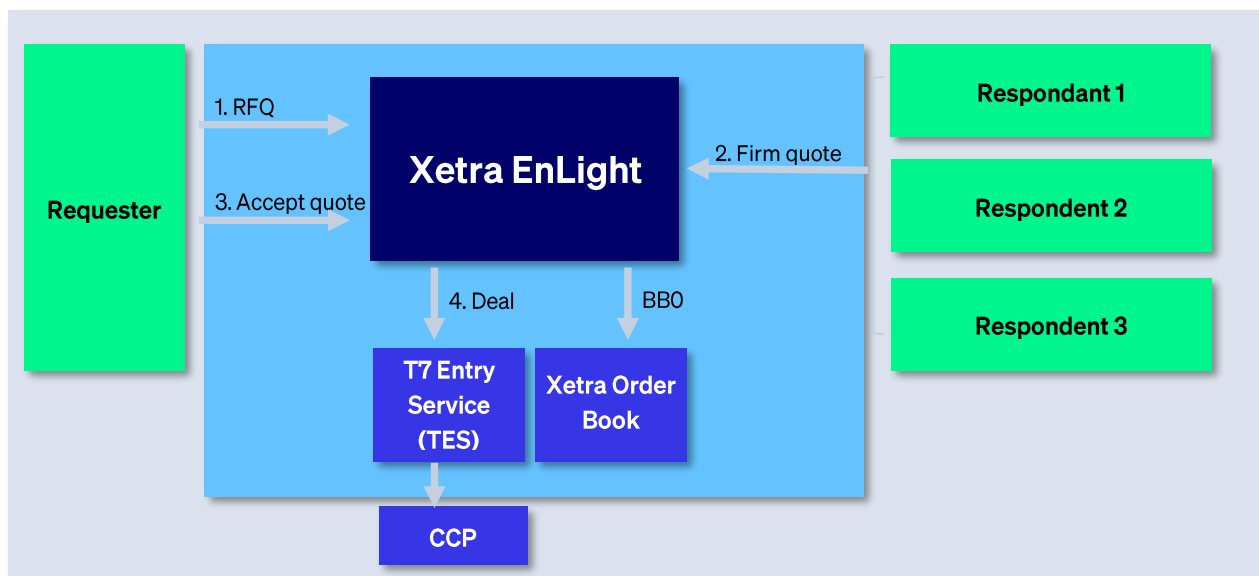 Requester
1. RFQ
3. Accept quote
Xetra EnLight
2. Firm quote
Respondant 1
Respondent 2
Respondent 3
4. Deal
BBO
T7 Entry
Service
(TES)
Xetra Order
Book
CCP